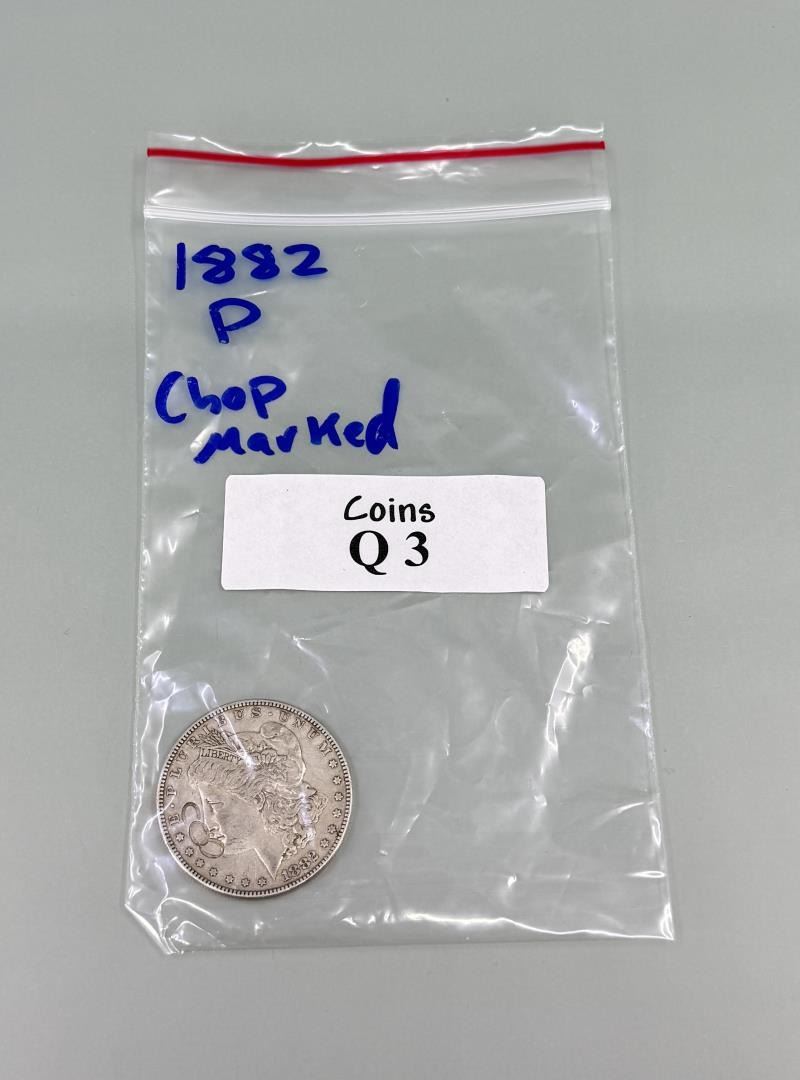 1882
P
Chop
Marked
Coins
Q 3
E · PLURIBUS · UNUM
LIBERTY
1882